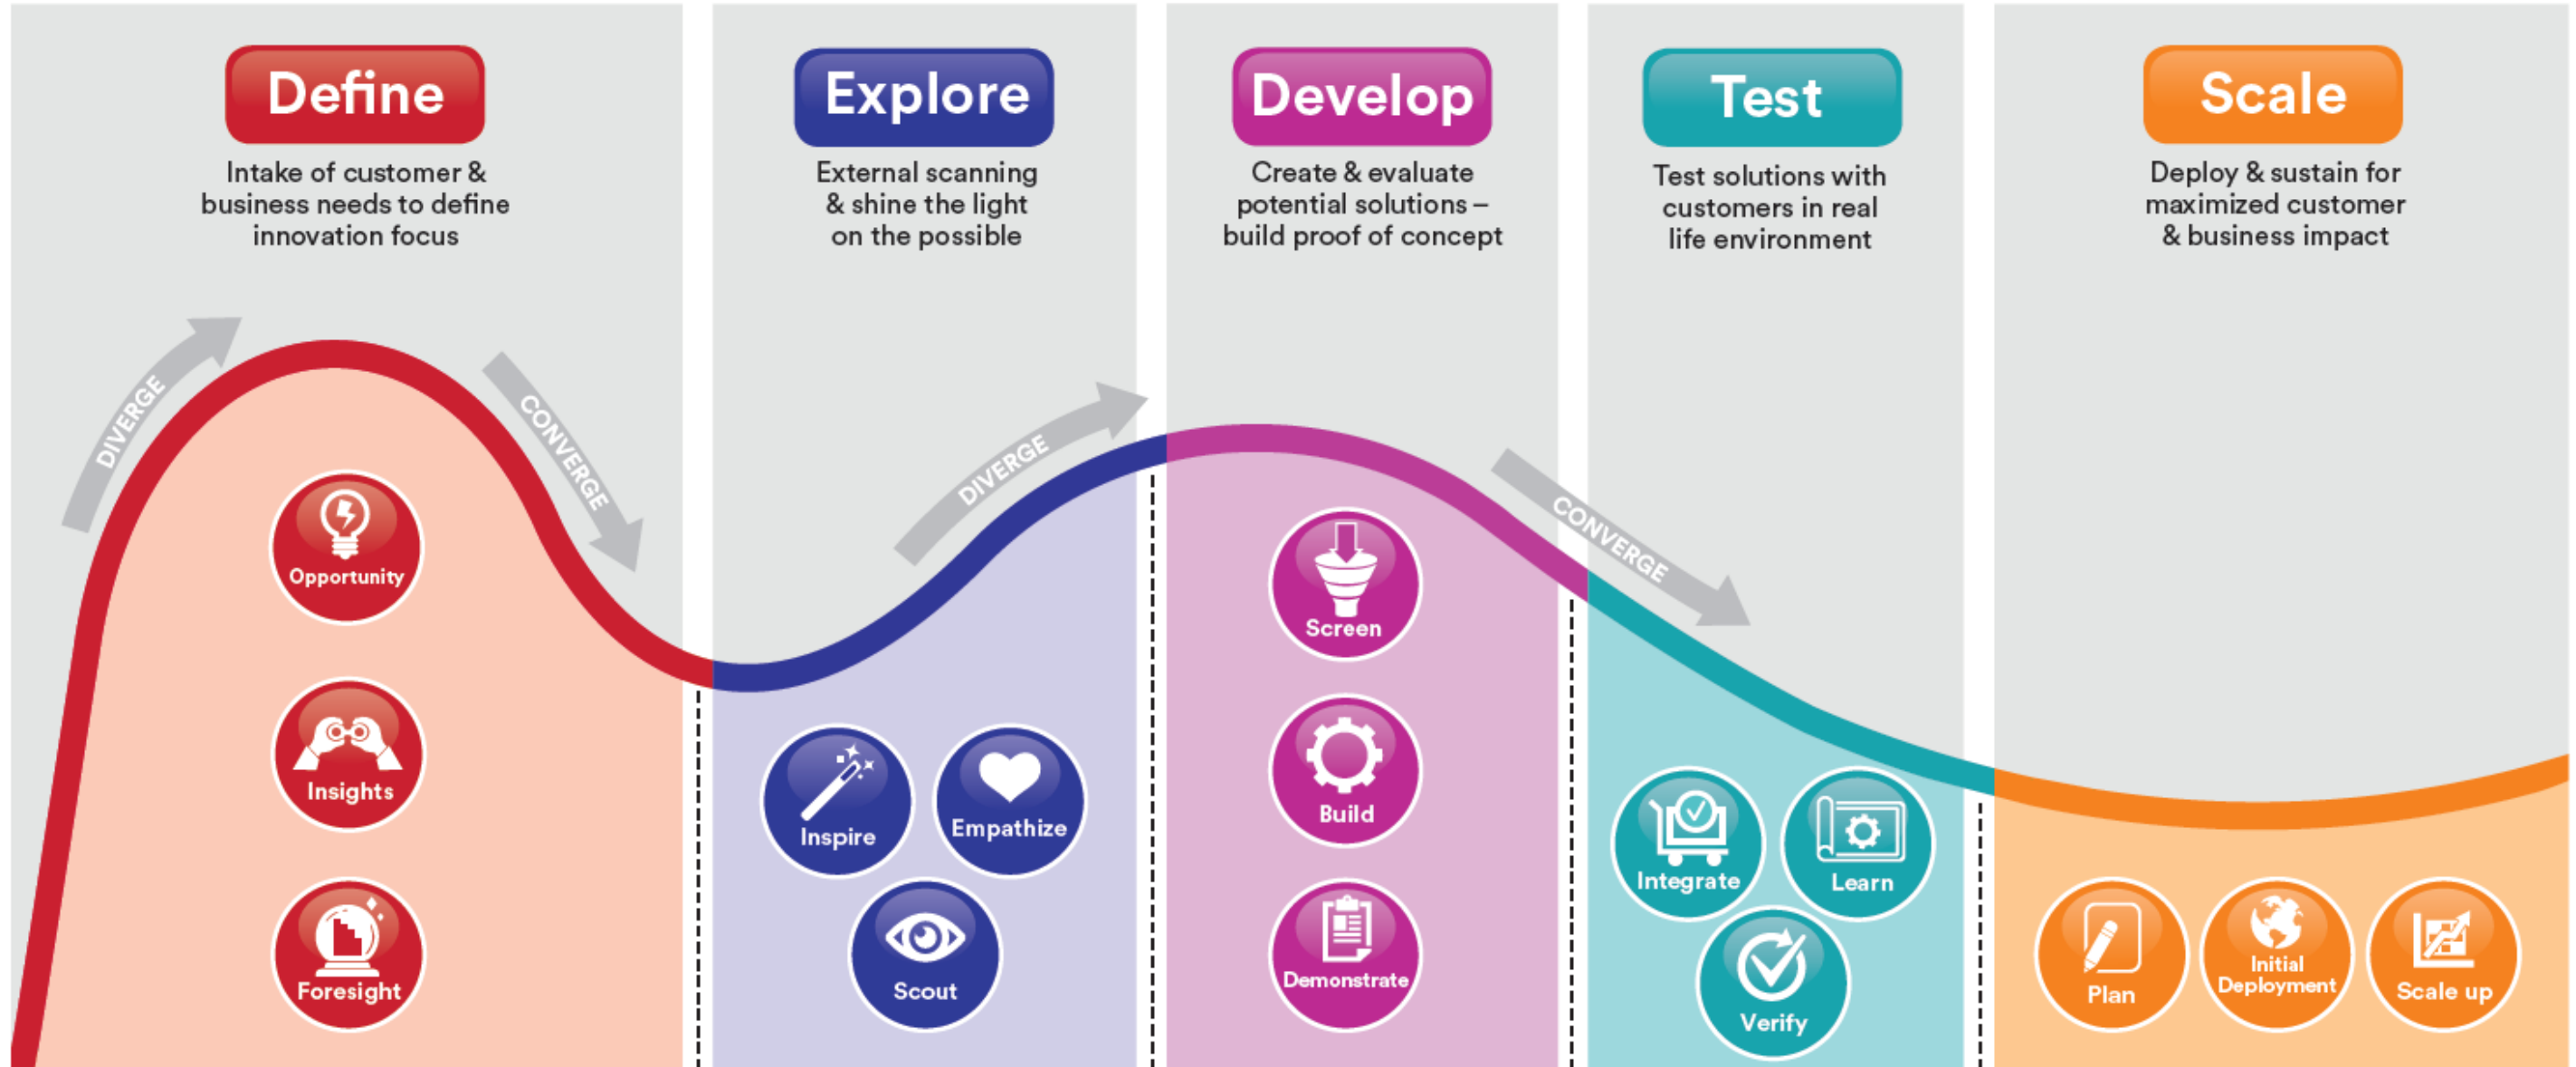 Define
Intake of customer &
business needs to define
innovation focus
DIVERGE
CONVERGE
Opportunity
Insights
Foresight
Explore
External scanning
& shine the light
on the possible
DIVERGE
Inspire
Empathize
Scout
Develop
Create & evaluate
potential solutions –
build proof of concept
Screen
Build
Demonstrate
Test
Test solutions with
customers in real
life environment
CONVERGE
Integrate
Learn
Verify
Scale
Deploy & sustain for
maximized customer
& business impact
Plan
Initial
Deployment
Scale up